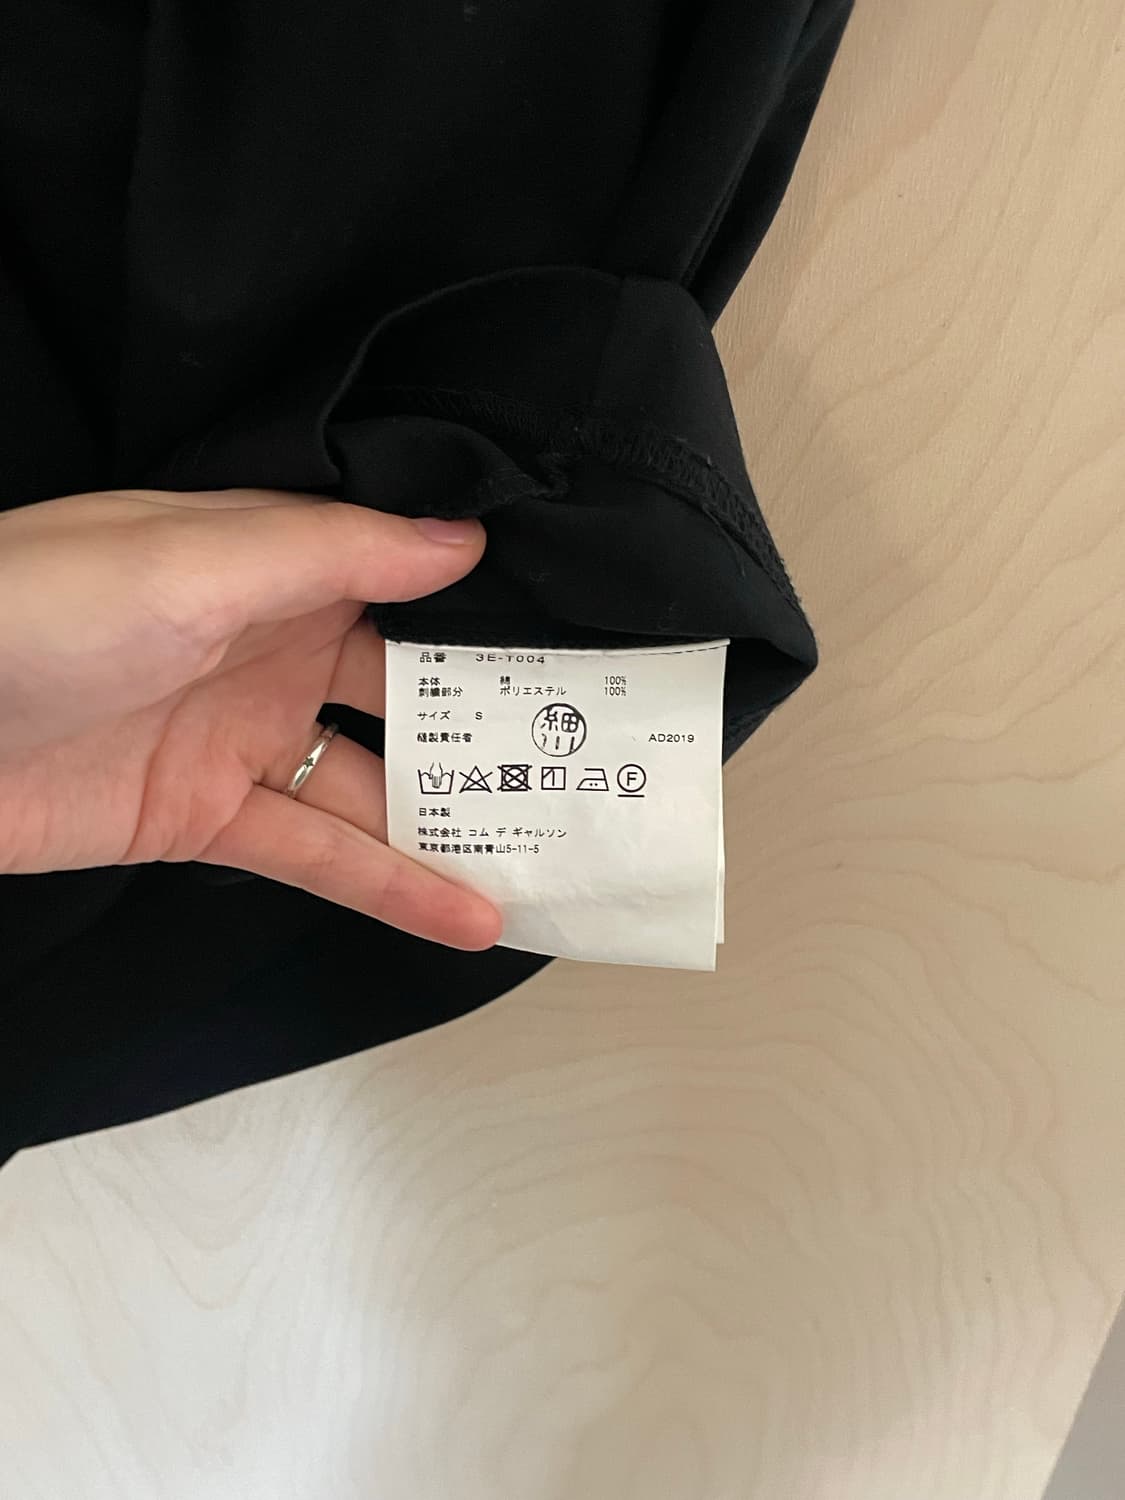 品番 3E-T004
本体 綿 100%
刺繍部分 ポリエステル 100%
サイズ S
縫製責任者 細川 AD2019
F
日本製
株式会社 コム デ ギャルソン
東京都港区南青山5-11-5